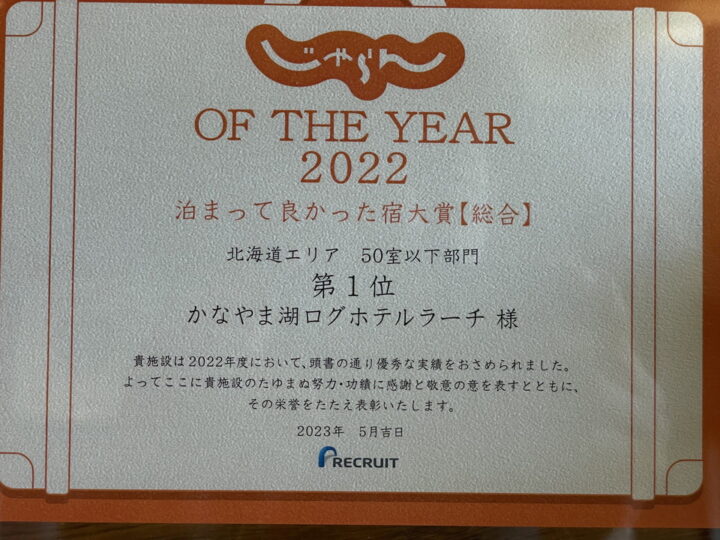 じゃらん
OF THE YEAR
2022
泊まって良かった宿大賞【総合】
北海道エリア　50室以下部門
第1位
かなやま湖ログホテルラーチ 様
貴施設は2022年度において、頭書の通り優秀な実績をおさめられました。
よってここに貴施設のたゆまぬ努力・功績に感謝と敬意の意を表すとともに、
その栄誉をたたえ表彰いたします。
2023年　5月吉日
RECRUIT